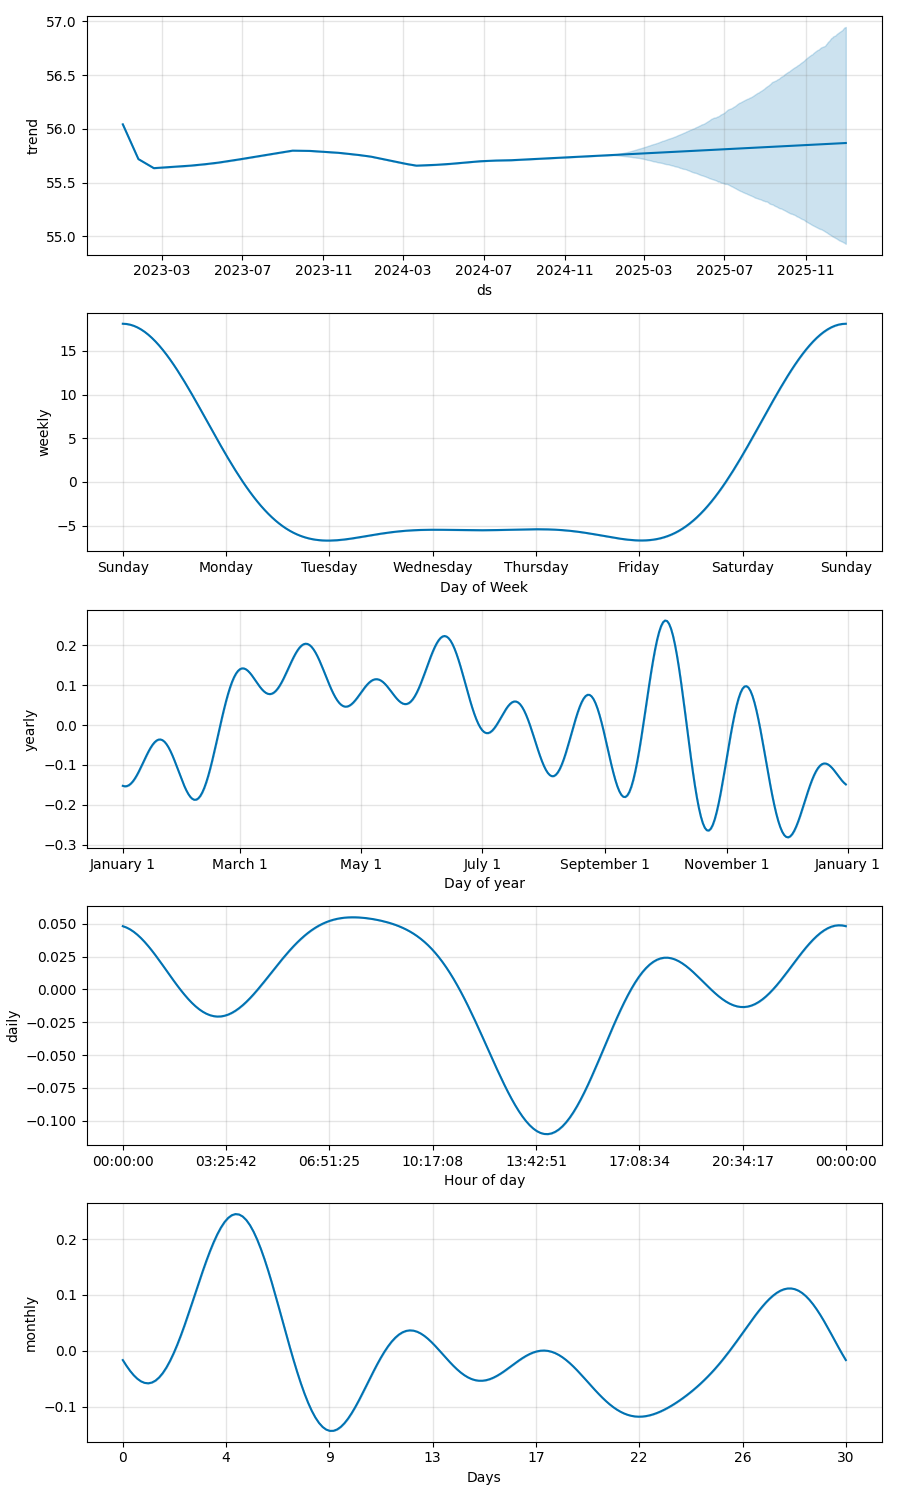 57.0
56.5
56.0
55.5
55.0
trend
2023-03 2023-07 2023-11 2024-03 2024-07 2024-11 2025-03 2025-07 2025-11
ds
15
10
5
0
−5
weekly
Sunday Monday Tuesday Wednesday Thursday Friday Saturday Sunday
Day of Week
0.2
0.1
0.0
−0.1
−0.2
−0.3
yearly
January 1 March 1 May 1 July 1 September 1 November 1 January 1
Day of year
0.050
0.025
0.000
−0.025
−0.050
−0.075
−0.100
daily
00:00:00 03:25:42 06:51:25 10:17:08 13:42:51 17:08:34 20:34:17 00:00:00
Hour of day
0.2
0.1
0.0
−0.1
monthly
0 4 9 13 17 22 26 30
Days